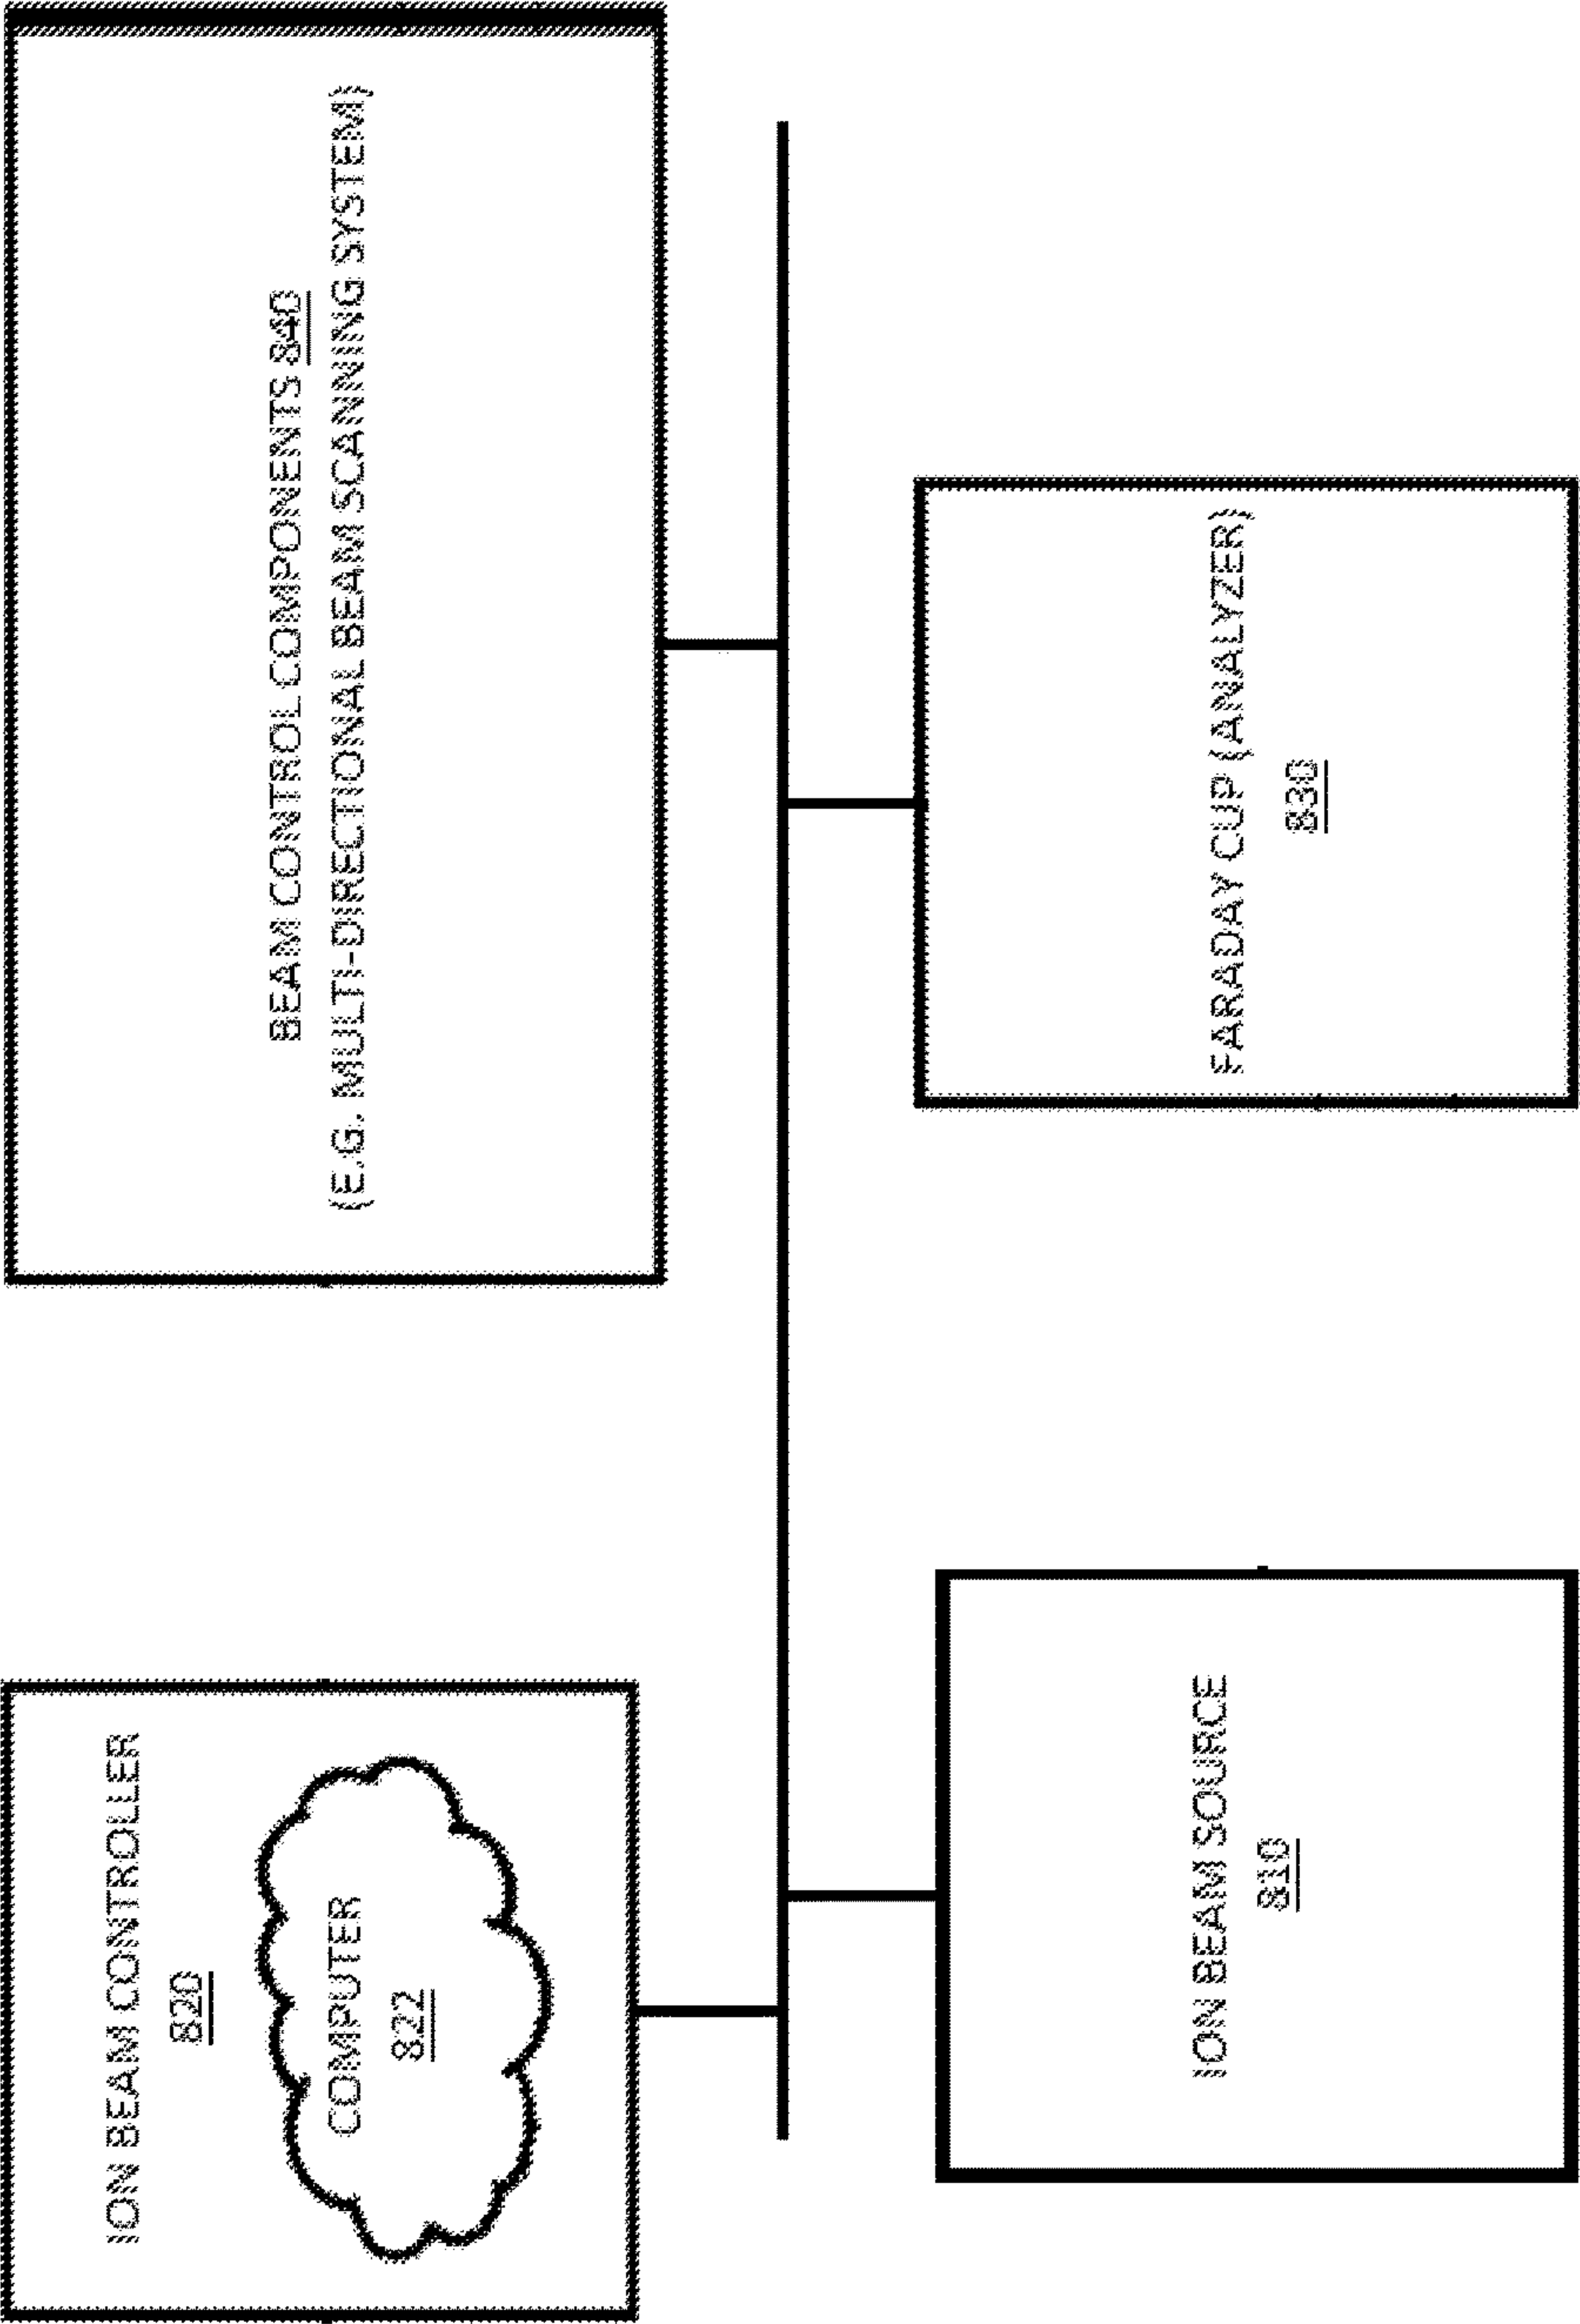 ION BEAM CONTROLLER
820
COMPUTER
822
BEAM CONTROL COMPONENTS 840
(E.G. MULTI-DIRECTIONAL BEAM SCANNING SYSTEM)
ION BEAM SOURCE
810
FARADAY CUP (ANALYZER)
830